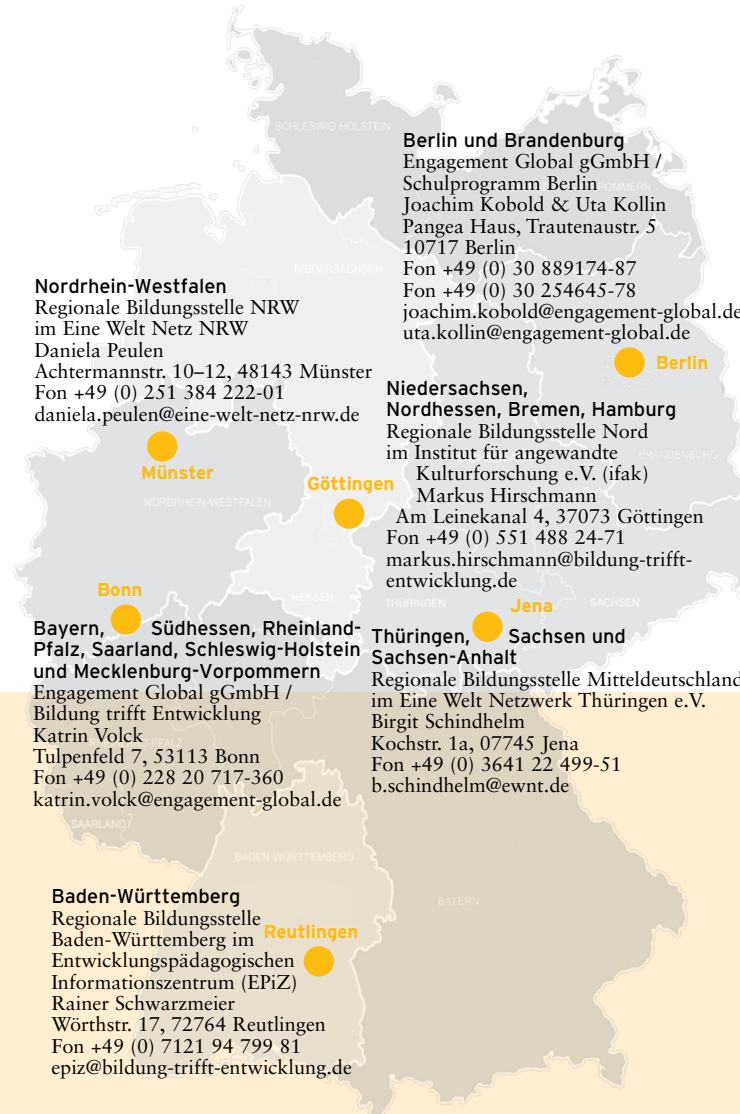 SCHLESWIG-HOLSTEIN
Berlin und Brandenburg
Engagement Global gGmbH /
Schulprogramm Berlin
Joachim Kobold & Uta Kollin
Pangea Haus, Trautenaustr. 5
10717 Berlin
Fon +49 (0) 30 889174-87
Fon +49 (0) 30 254645-78
joachim.kobold@engagement-global.de
uta.kollin@engagement-global.de
Berlin
NIEDERSACHSEN
Nordrhein-Westfalen
Regionale Bildungsstelle NRW
im Eine Welt Netz NRW
Daniela Peulen
Achtermannstr. 10–12, 48143 Münster
Fon +49 (0) 251 384 222-01
daniela.peulen@eine-welt-netz-nrw.de
Münster
NORDRHEIN-WESTFALEN
Göttingen
Niedersachsen,
Nordhessen, Bremen, Hamburg
Regionale Bildungsstelle Nord
im Institut für angewandte
Kulturforschung e.V. (ifak)
Markus Hirschmann
Am Leinekanal 4, 37073 Göttingen
Fon +49 (0) 551 488 24-71
markus.hirschmann@bildung-trifft-
entwicklung.de
BRANDENBURG
HESSEN
THÜRINGEN
SACHSEN
Bonn
Bayern, Südhessen, Rheinland-
Pfalz, Saarland, Schleswig-Holstein
und Mecklenburg-Vorpommern
Engagement Global gGmbH /
Bildung trifft Entwicklung
Katrin Volck
Tulpenfeld 7, 53113 Bonn
Fon +49 (0) 228 20 717-360
katrin.volck@engagement-global.de
Jena
Thüringen, Sachsen und
Sachsen-Anhalt
Regionale Bildungsstelle Mitteldeutschland
im Eine Welt Netzwerk Thüringen e.V.
Birgit Schindhelm
Kochstr. 1a, 07745 Jena
Fon +49 (0) 3641 22 499-51
b.schindhelm@ewnt.de
SAARLAND
BADEN-WÜRTTEMBERG
BAYERN
Baden-Württemberg
Regionale Bildungsstelle
Baden-Württemberg im
Entwicklungspädagogischen
Informationszentrum (EPiZ)
Rainer Schwarzmeier
Wörthstr. 17, 72764 Reutlingen
Fon +49 (0) 7121 94 799 81
epiz@bildung-trifft-entwicklung.de
Reutlingen